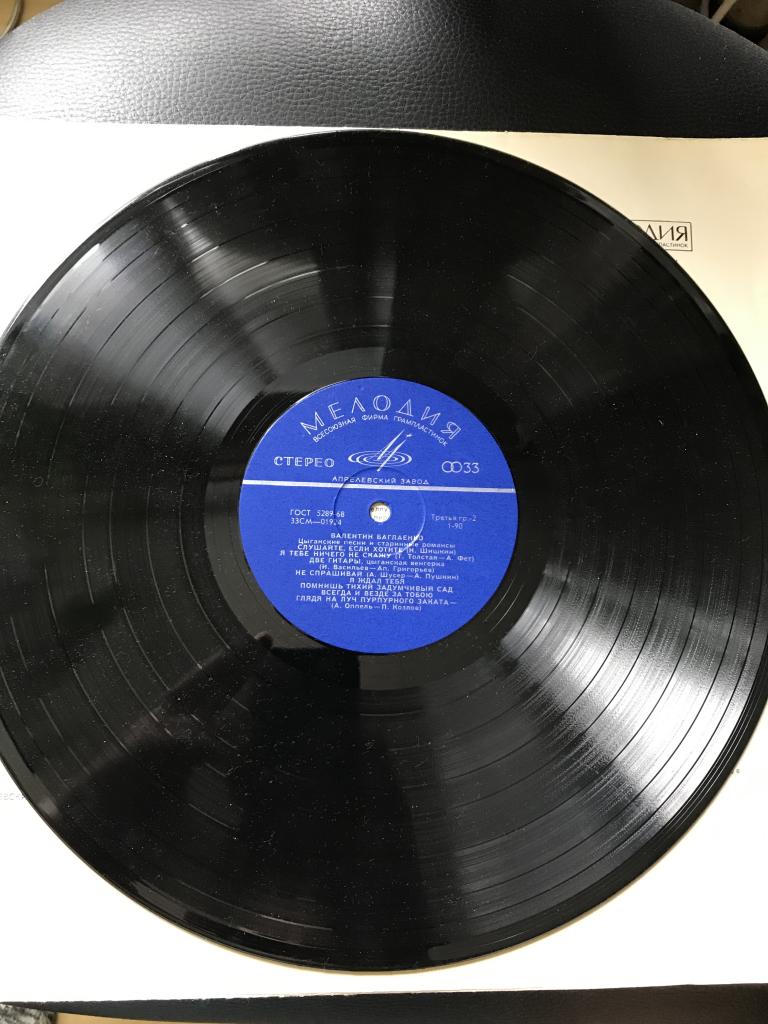 ДИЯ
МЕЛОДИЯ
ВСЕСОЮЗНАЯ ФИРМА ГРАМПЛАСТИНОК
СТЕРЕО
33
АПРЕЛЕВСКИЙ ЗАВОД
ГОСТ 5289-68
Третья гр.-2
1-90
ВАЛЕНТИН БАГЛАЕНКО
Цыганские песни и старинные романсы
СЛУШАЙТЕ, ЕСЛИ ХОТИТЕ (Н. Шишкин)
Я ТЕБЕ НИЧЕГО НЕ СКАЖУ (Т. Толстая—А. Фет)
ДВЕ ГИТАРЫ, цыганская венгерка
(И. Васильев—Ап. Григорьев)
НЕ СПРАШИВАЙ (А. Шусер—А. Пушкин)
Я ЖДАЛ ТЕБЯ
ПОМНИШЬ ТИХИЙ ЗАДУМЧИВЫЙ САД
ВСЕГДА И ВЕЗДЕ ЗА ТОБОЮ
ГЛЯДЯ НА ЛУЧ ПУРПУРНОГО ЗАКАТА—
(А. Оппель—П. Козлов)